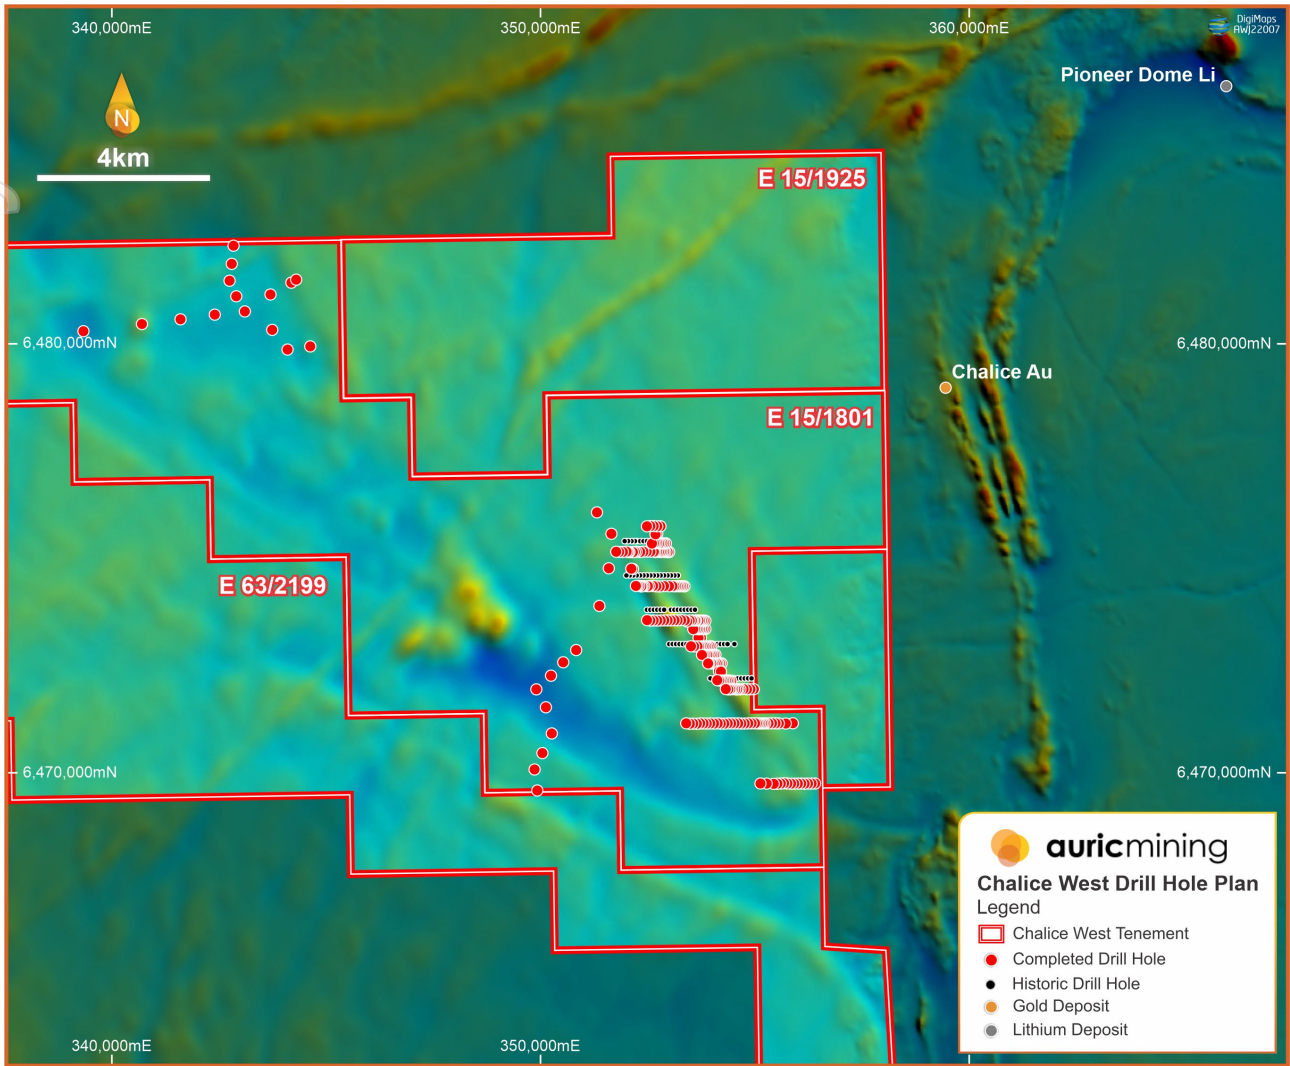 340,000mE
350,000mE
360,000mE
DigiMaps
AWJ22007
Pioneer Dome Li
N
4km
E 15/1925
6,480,000mN
6,480,000mN
Chalice Au
E 15/1801
E 63/2199
6,470,000mN
6,470,000mN
auricmining
Chalice West Drill Hole Plan
Legend
Chalice West Tenement
Completed Drill Hole
Historic Drill Hole
Gold Deposit
Lithium Deposit
340,000mE
350,000mE